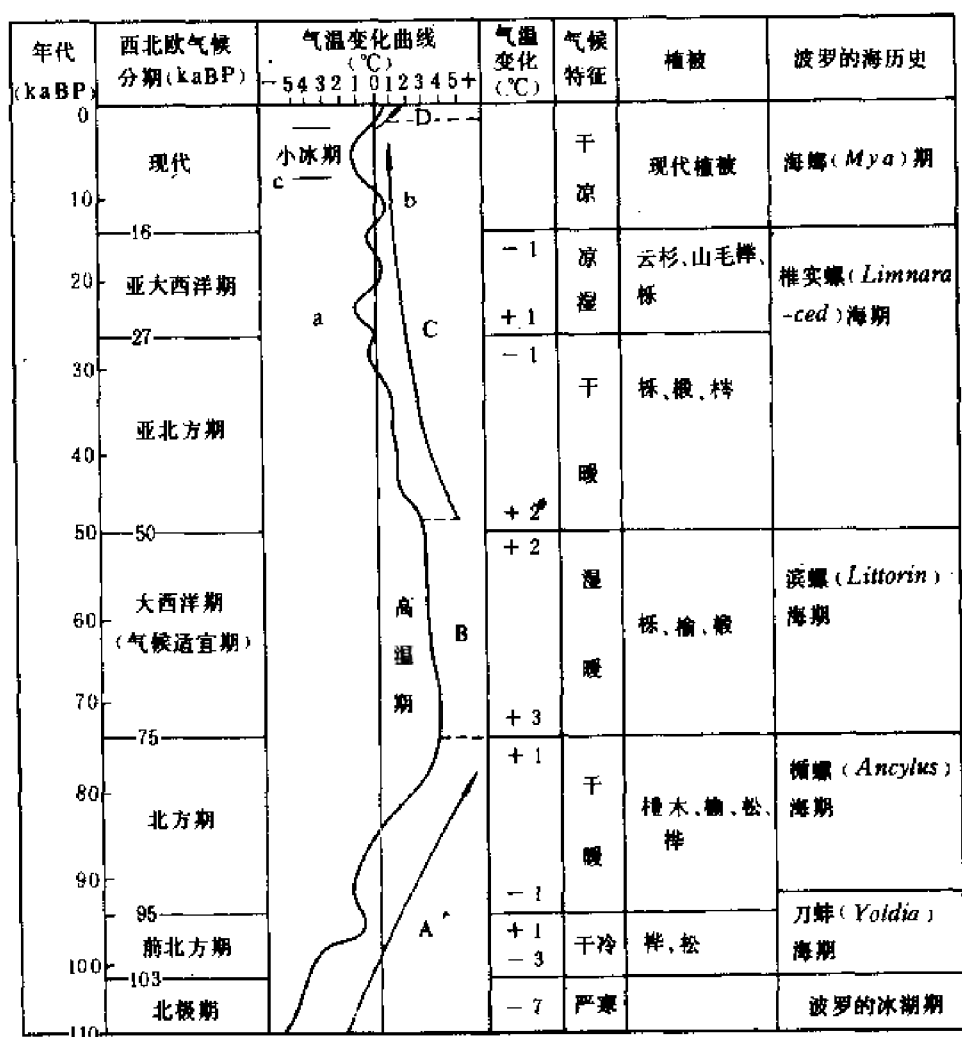 年代
(kaBP)
西北欧气候
分期(kaBP)
气温变化曲线
(℃)
- 5 4 3 2 1 0 1 2 3 4 5 +
气温
变化
(℃)
气候
特征
植被
波罗的海历史
0
10
20
30
40
50
60
70
80
90
100
110
现代
16
亚大西洋期
27
亚北方期
50
大西洋期
(气候适宜期)
75
北方期
95
前北方期
103
北极期
小冰期
c
D
b
a
C
高
温
期
B
A
- 1
+ 1
- 1
+ 2
+ 2
+ 3
+ 1
- 1
+ 1
- 3
- 7
干
凉
凉
湿
干
暖
湿
暖
干
暖
干冷
严寒
现代植被
云杉、山毛榉、
栎
栎、椴、
栎、榆、椴
木、榆、松、
桦
桦、松
海螂(Mya)期
椎实螺(Limnara
-ced)海期
滨螺(Littorin)
海期
螺(Ancylus)
海期
刀蚌(Yoldia)
海期
波罗的冰湖期